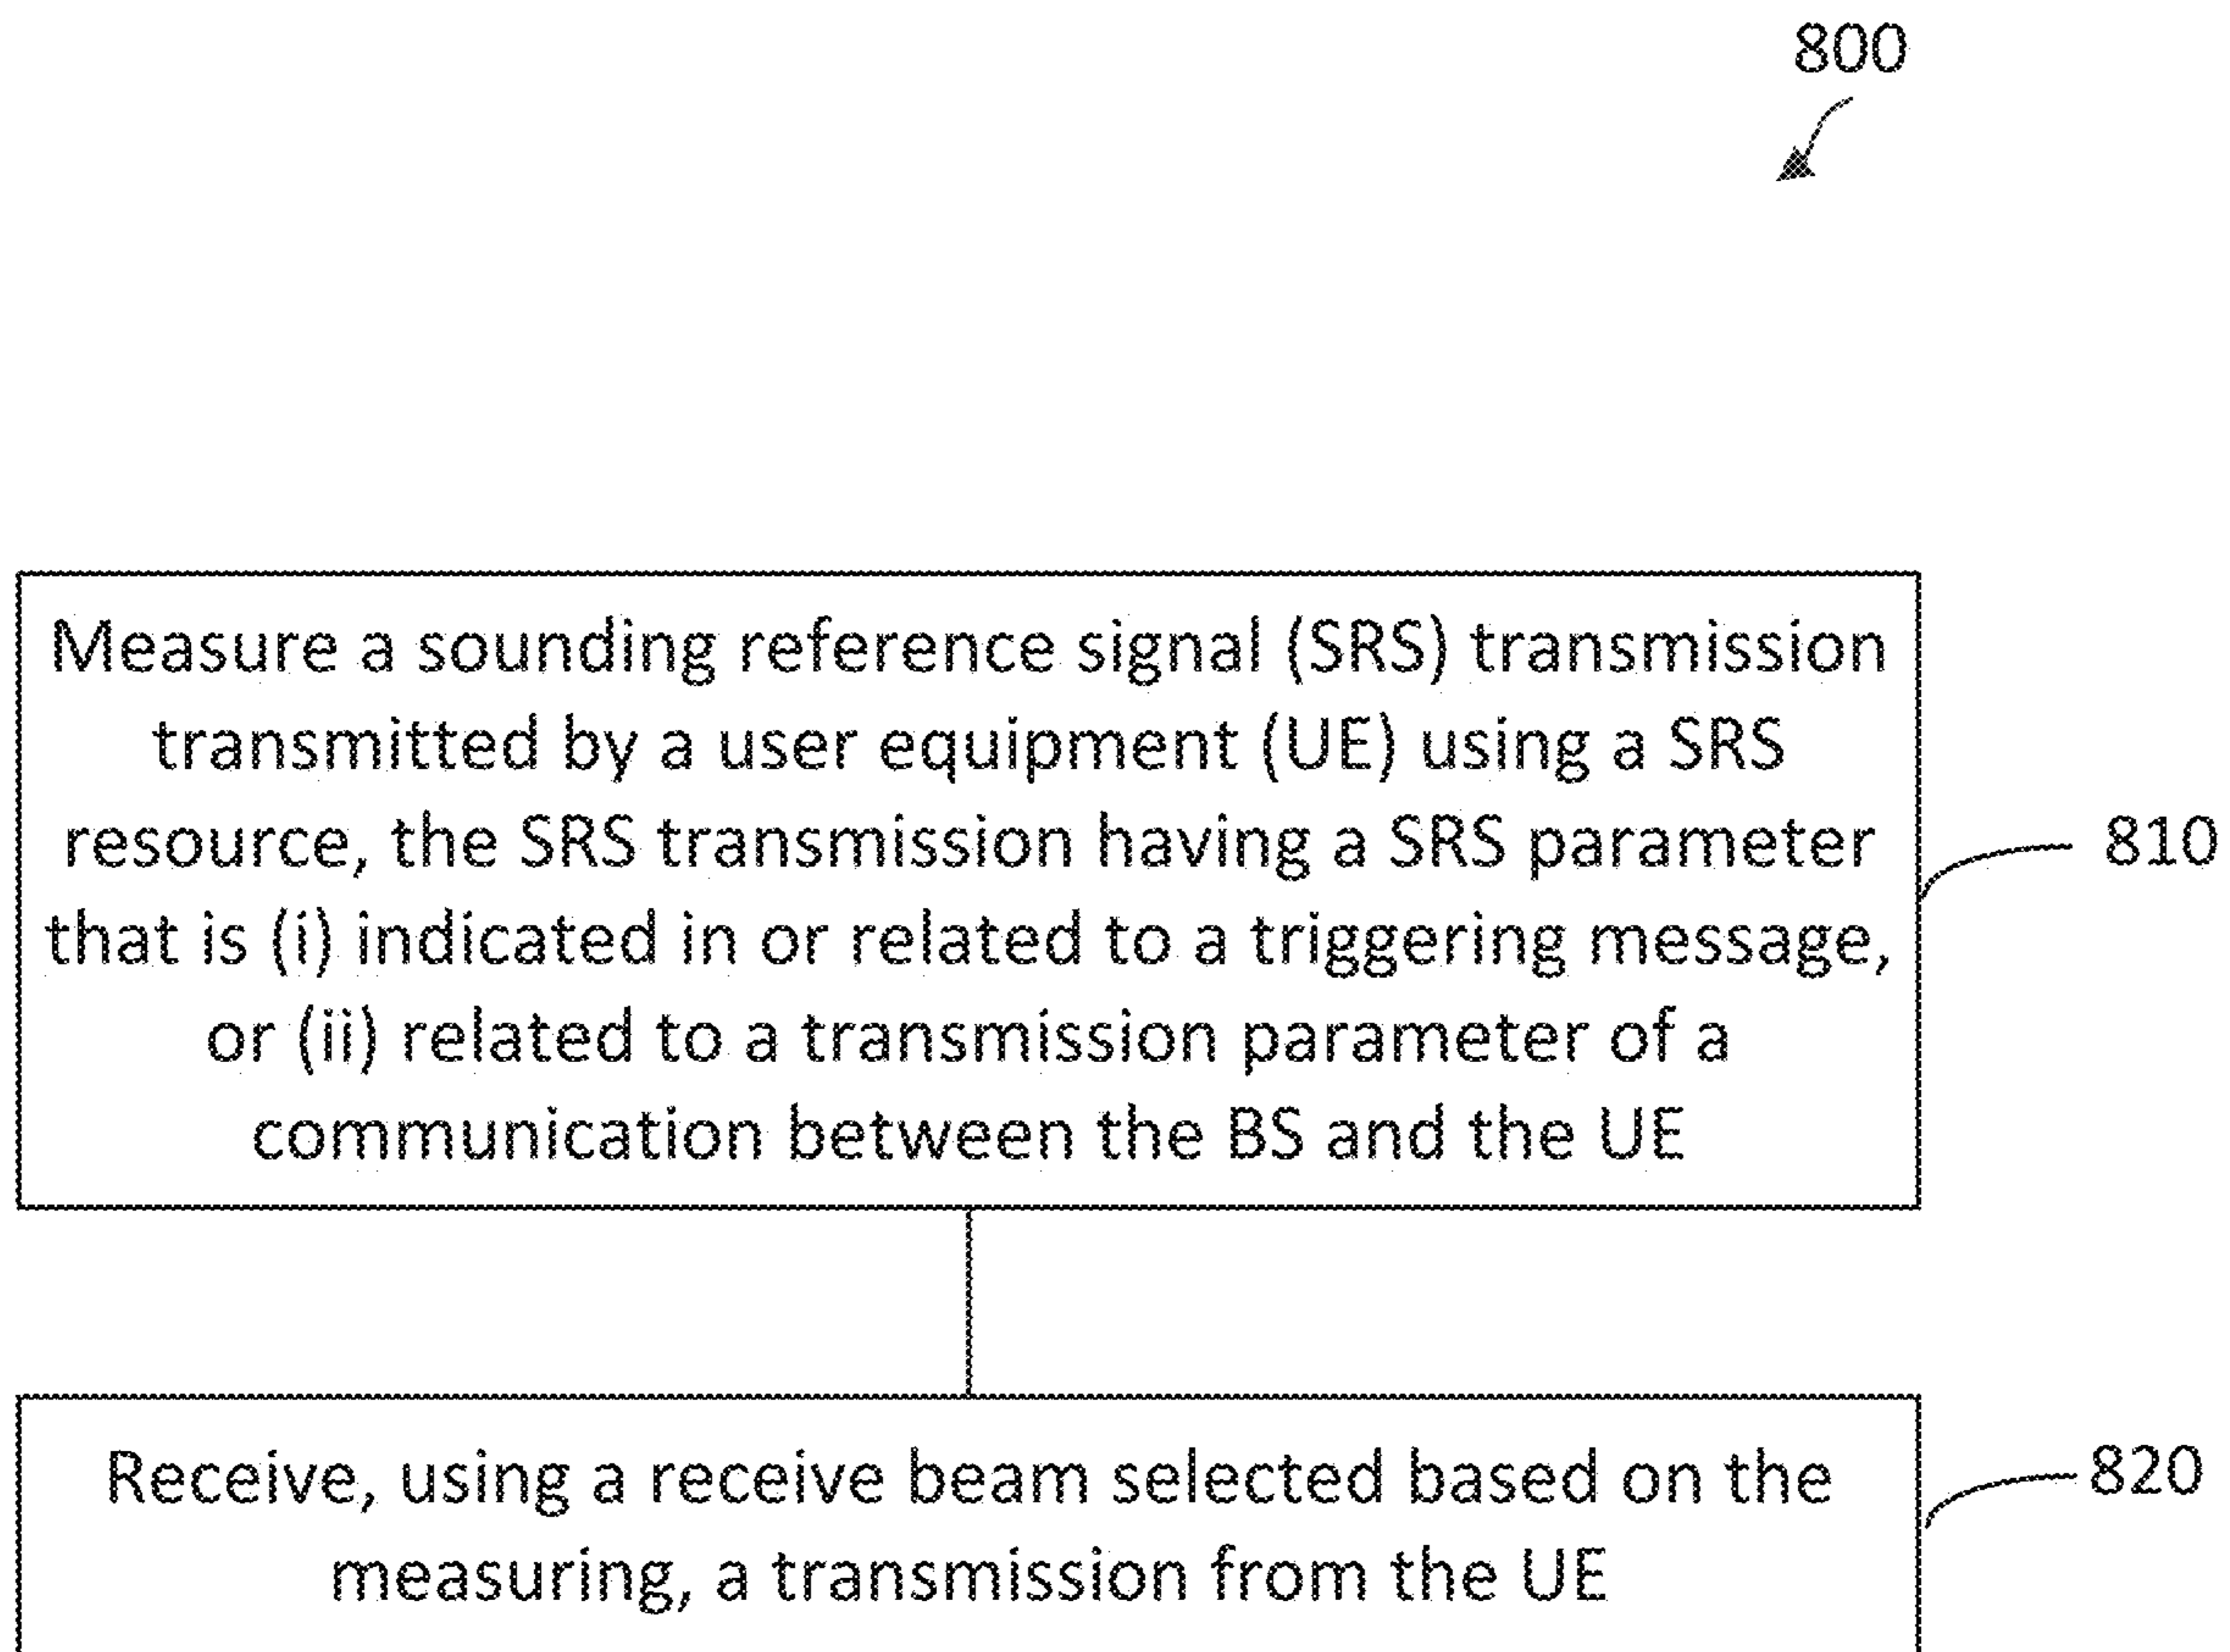 800
Measure a sounding reference signal (SRS) transmission
transmitted by a user equipment (UE) using a SRS
resource, the SRS transmission having a SRS parameter
that is (i) indicated in or related to a triggering message,
or (ii) related to a transmission parameter of a
communication between the BS and the UE
810
Receive, using a receive beam selected based on the
measuring, a transmission from the UE
820